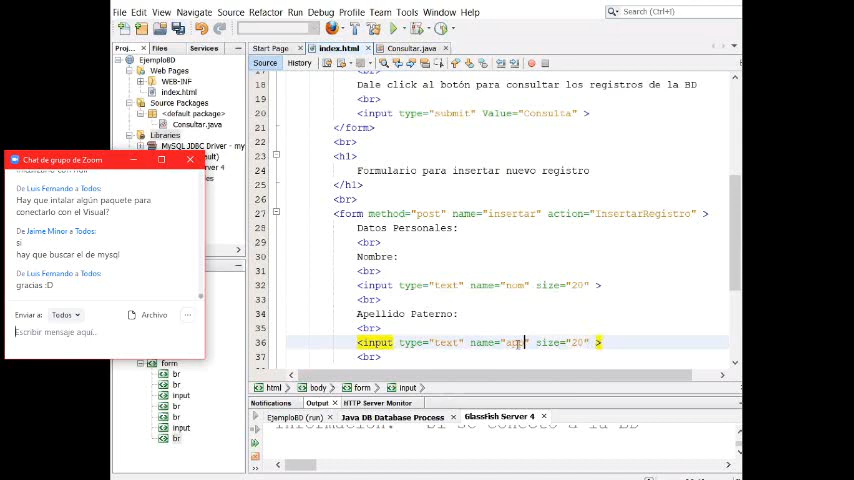 File Edit View Navigate Source Refactor Run Debug Profile Team Tools Window Help
Search (Ctrl+I)
Proj... Files Services
Start Page index.html Consultar.java
Source History
EjemploBD
Web Pages
WEB-INF
index.html
Source Packages
<default package>
Consultar.java
Libraries
MySQL JDBC Driver - my
17 <br>
18 Dale click al botón para consultar los registros de la BD
19 <br>
20 <input type="submit" Value="Consulta" >
21 </form>
22 <br>
23 <h1>
24 Formulario para insertar nuevo registro
25 </h1>
26 <br>
27 <form method="post" name="insertar" action="InsertarRegistro" >
28 Datos Personales:
29 <br>
30 Nombre:
31 <br>
32 <input type="text" name="nom" size="20" >
33 <br>
34 Apellido Paterno:
35 <br>
36 <input type="text" name="app" size="20" >
37 <br>
Chat de grupo de Zoom
De Luis Fernando a Todos:
Hay que intalar algún paquete para
conectarlo con el Visual?
De Jaime Minor a Todos:
si
hay que buscar el de mysql
De Luis Fernando a Todos:
gracias :D
Enviar a: Todos Archivo ...
Escribir mensaje aquí...
form
br
br
input
br
br
input
br
html body form input
Notifications Output HTTP Server Monitor
EjemploBD (run) Java DB Database Process GlassFish Server 4
Información: Si se conectó a la BD